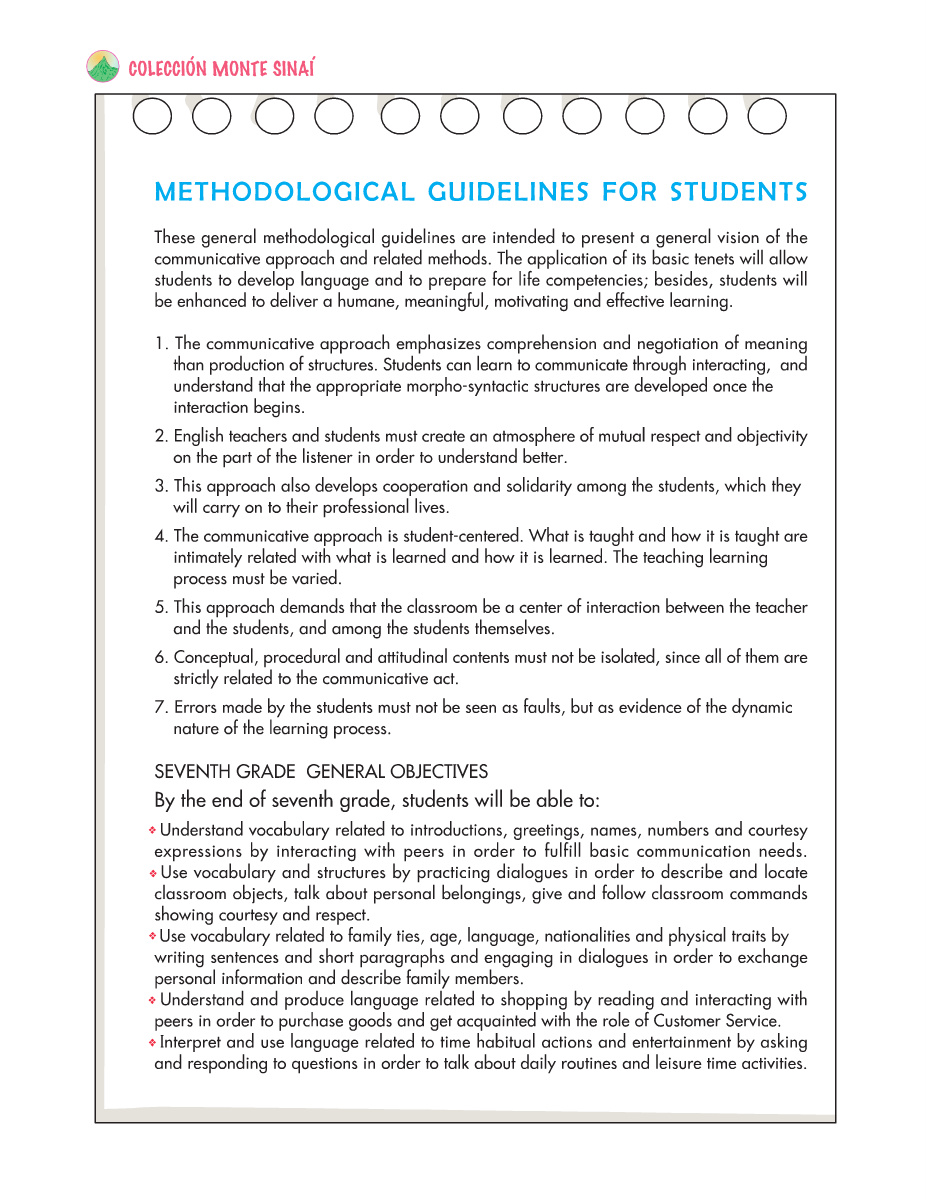 COLECCIÓN MONTE SINAÍ
METHODOLOGICAL GUIDELINES FOR STUDENTS
These general methodological guidelines are intended to present a general vision of the
communicative approach and related methods. The application of its basic tenets will allow
students to develop language and to prepare for life competencies; besides, students will
be enhanced to deliver a humane, meaningful, motivating and effective learning.
1. The communicative approach emphasizes comprehension and negotiation of meaning
than production of structures. Students can learn to communicate through interacting, and
understand that the appropriate morpho-syntactic structures are developed once the
interaction begins.
2. English teachers and students must create an atmosphere of mutual respect and objectivity
on the part of the listener in order to understand better.
3. This approach also develops cooperation and solidarity among the students, which they
will carry on to their professional lives.
4. The communicative approach is student-centered. What is taught and how it is taught are
intimately related with what is learned and how it is learned. The teaching learning
process must be varied.
5. This approach demands that the classroom be a center of interaction between the teacher
and the students, and among the students themselves.
6. Conceptual, procedural and attitudinal contents must not be isolated, since all of them are
strictly related to the communicative act.
7. Errors made by the students must not be seen as faults, but as evidence of the dynamic
nature of the learning process.
SEVENTH GRADE GENERAL OBJECTIVES
By the end of seventh grade, students will be able to:
❖ Understand vocabulary related to introductions, greetings, names, numbers and courtesy
expressions by interacting with peers in order to fulfill basic communication needs.
❖ Use vocabulary and structures by practicing dialogues in order to describe and locate
classroom objects, talk about personal belongings, give and follow classroom commands
showing courtesy and respect.
❖ Use vocabulary related to family ties, age, language, nationalities and physical traits by
writing sentences and short paragraphs and engaging in dialogues in order to exchange
personal information and describe family members.
❖ Understand and produce language related to shopping by reading and interacting with
peers in order to purchase goods and get acquainted with the role of Customer Service.
❖ Interpret and use language related to time habitual actions and entertainment by asking
and responding to questions in order to talk about daily routines and leisure time activities.